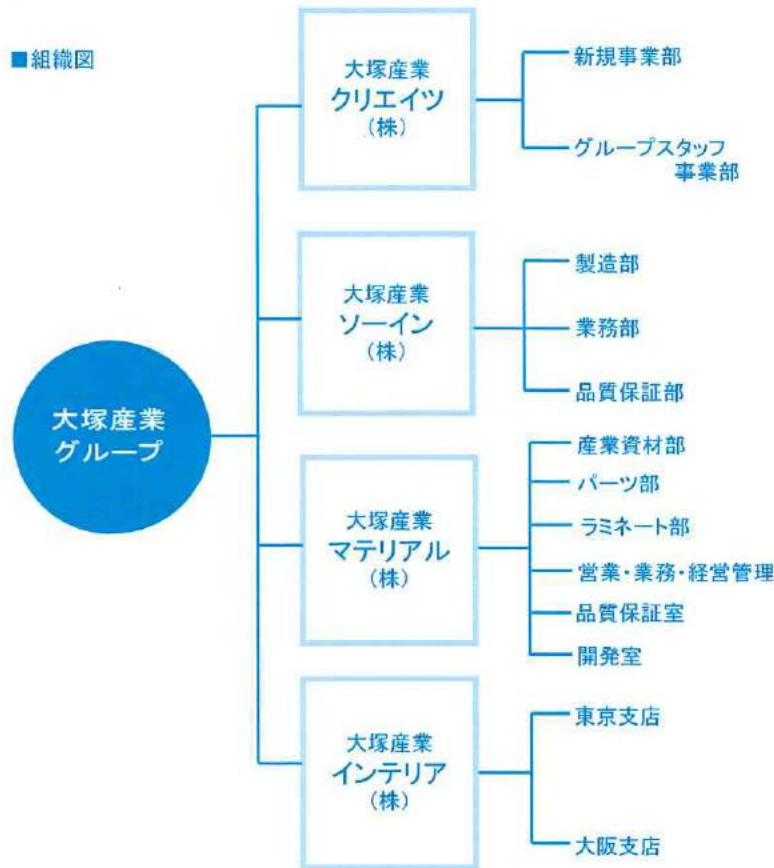 ■組織図
大塚産業
グループ
大塚産業
クリエイツ
(株)
新規事業部
グループスタッフ
事業部
大塚産業
ソーイン
(株)
製造部
業務部
品質保証部
大塚産業
マテリアル
(株)
産業資材部
パーツ部
ラミネート部
営業・業務・経営管理
品質保証室
開発室
大塚産業
インテリア
(株)
東京支店
大阪支店